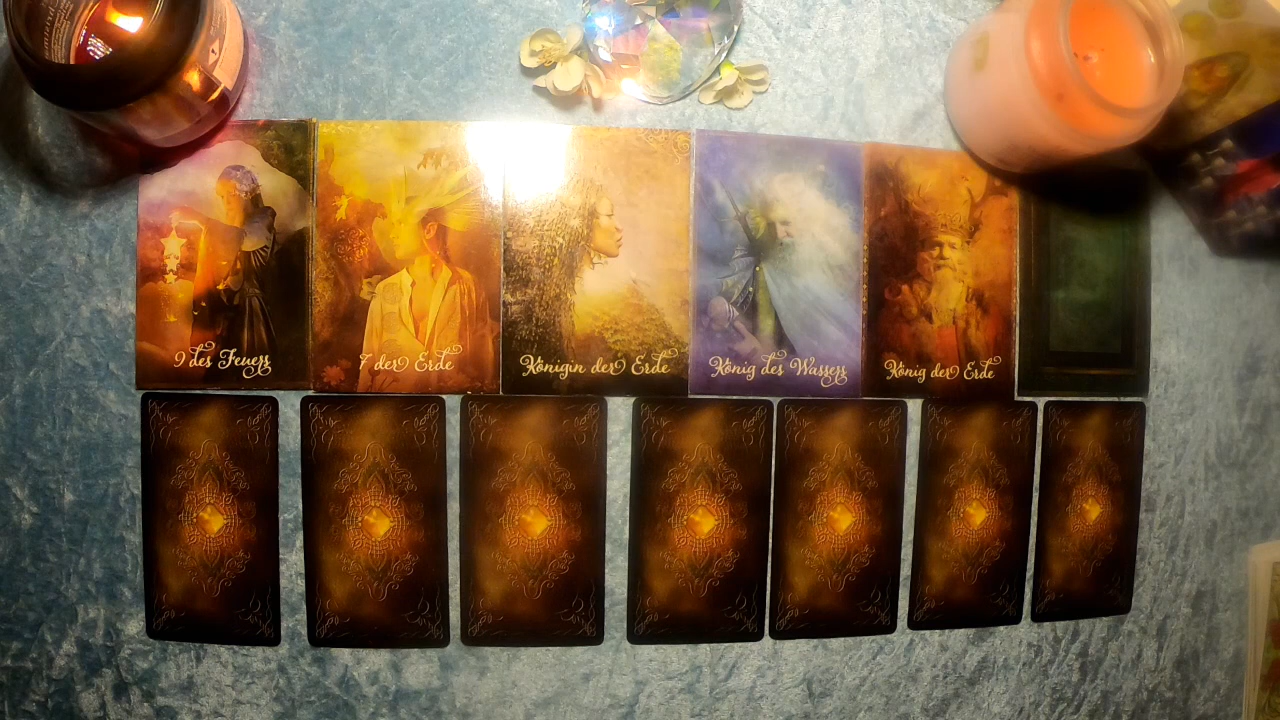 9 des Feuers
7 der Erde
Königin der Erde
König des Wassers
König der Erde